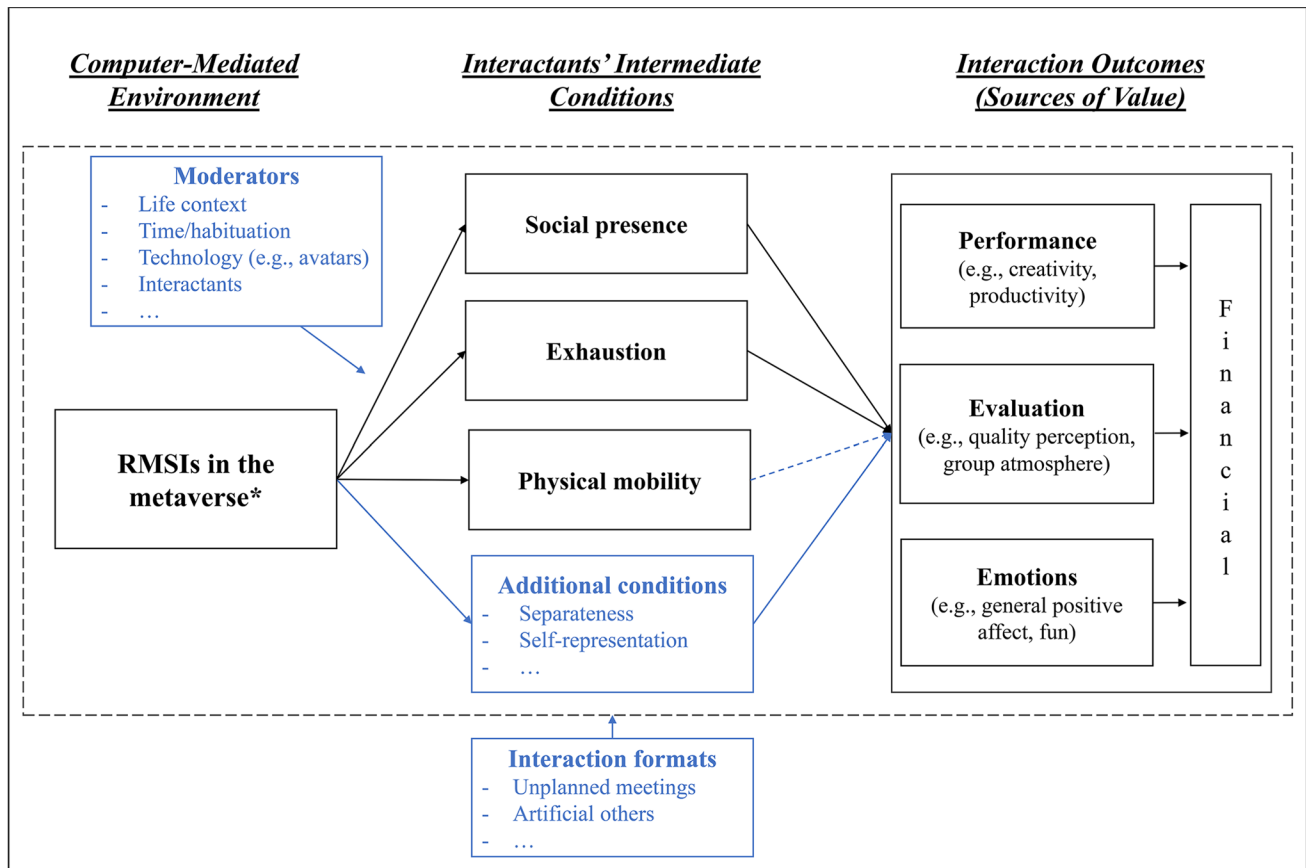 Computer-Mediated
Environment
Interactants’ Intermediate
Conditions
Interaction Outcomes
(Sources of Value)
Moderators
- Life context
- Time/habituation
- Technology (e.g., avatars)
- Interactants
- …
RMSIs in the
metaverse*
Social presence
Exhaustion
Physical mobility
Additional conditions
- Separateness
- Self-representation
- …
Performance
(e.g., creativity,
productivity)
Evaluation
(e.g., quality perception,
group atmosphere)
Emotions
(e.g., general positive
affect, fun)
Financial
Interaction formats
- Unplanned meetings
- Artificial others
- …